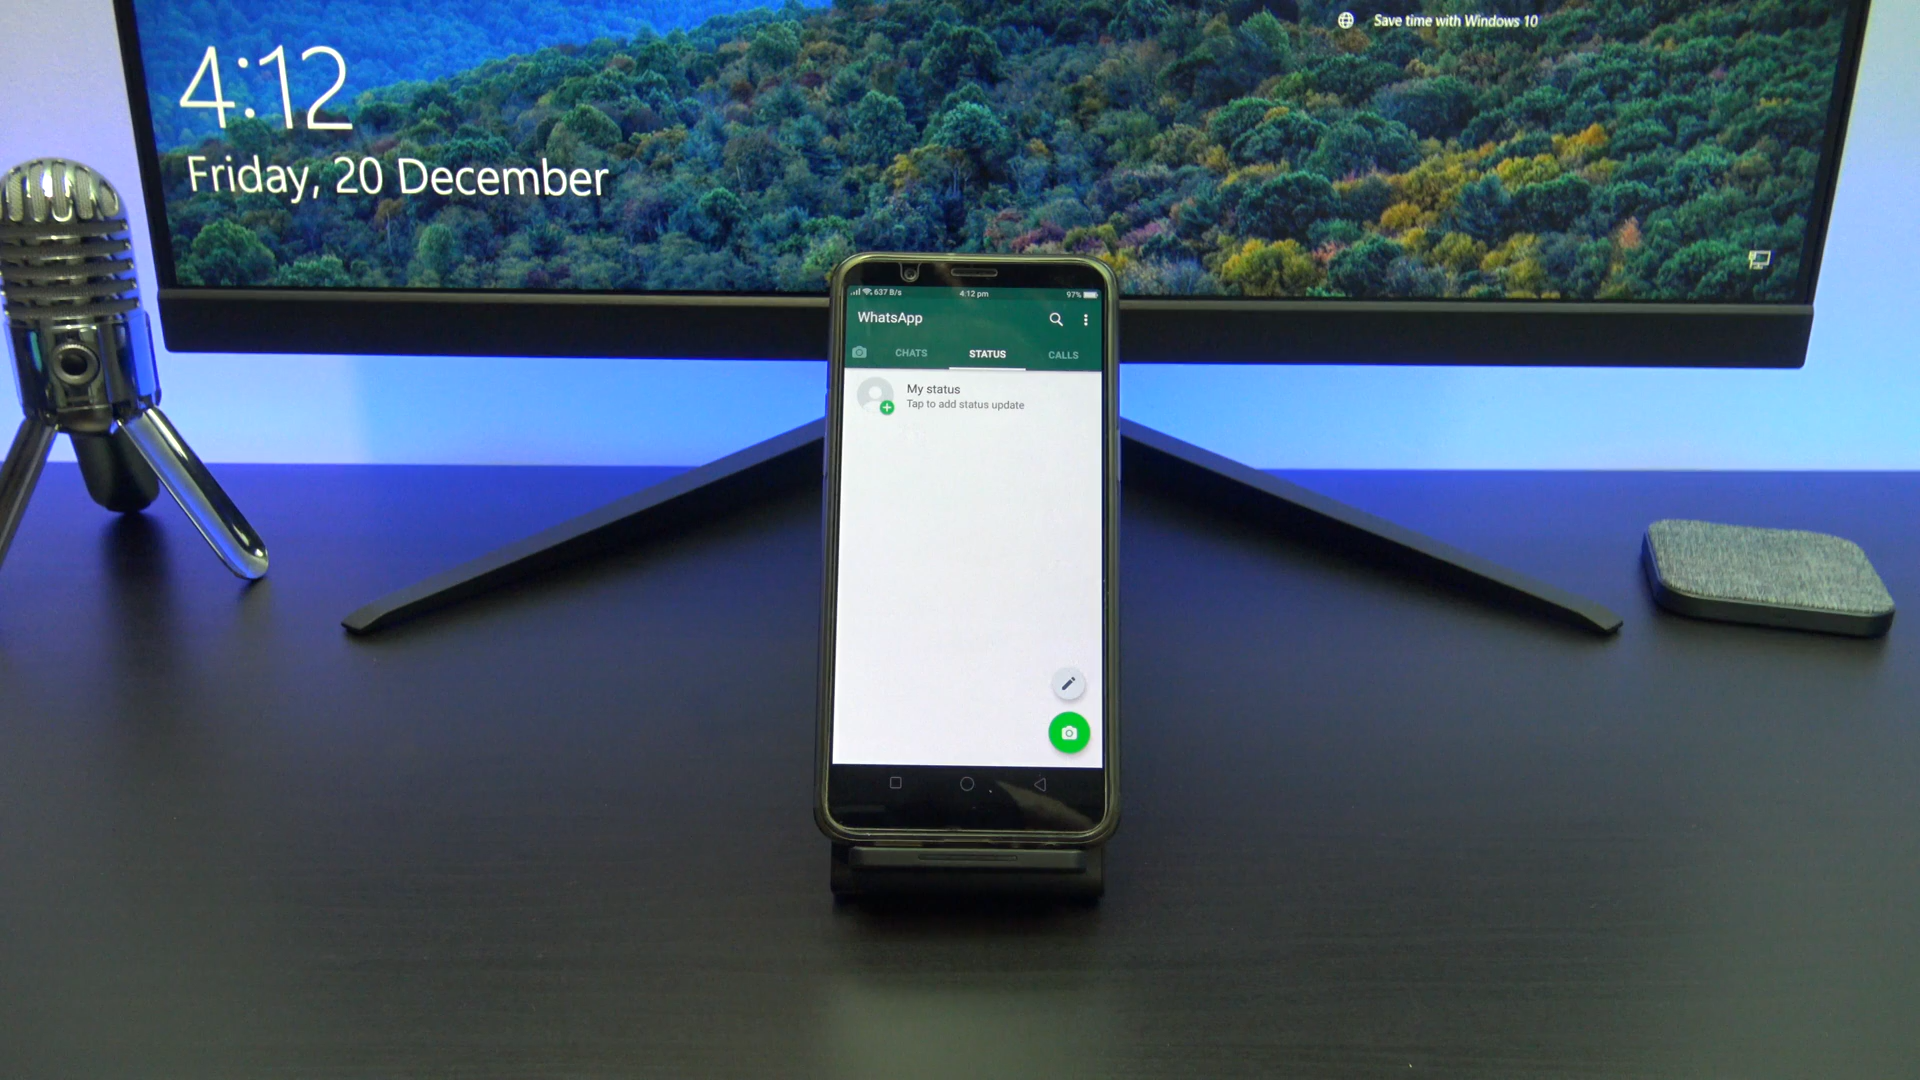 Save time with Windows 10
4:12
Friday, 20 December
637 B/s
4:12 pm
97%
WhatsApp
CHATS
STATUS
CALLS
My status
Tap to add status update